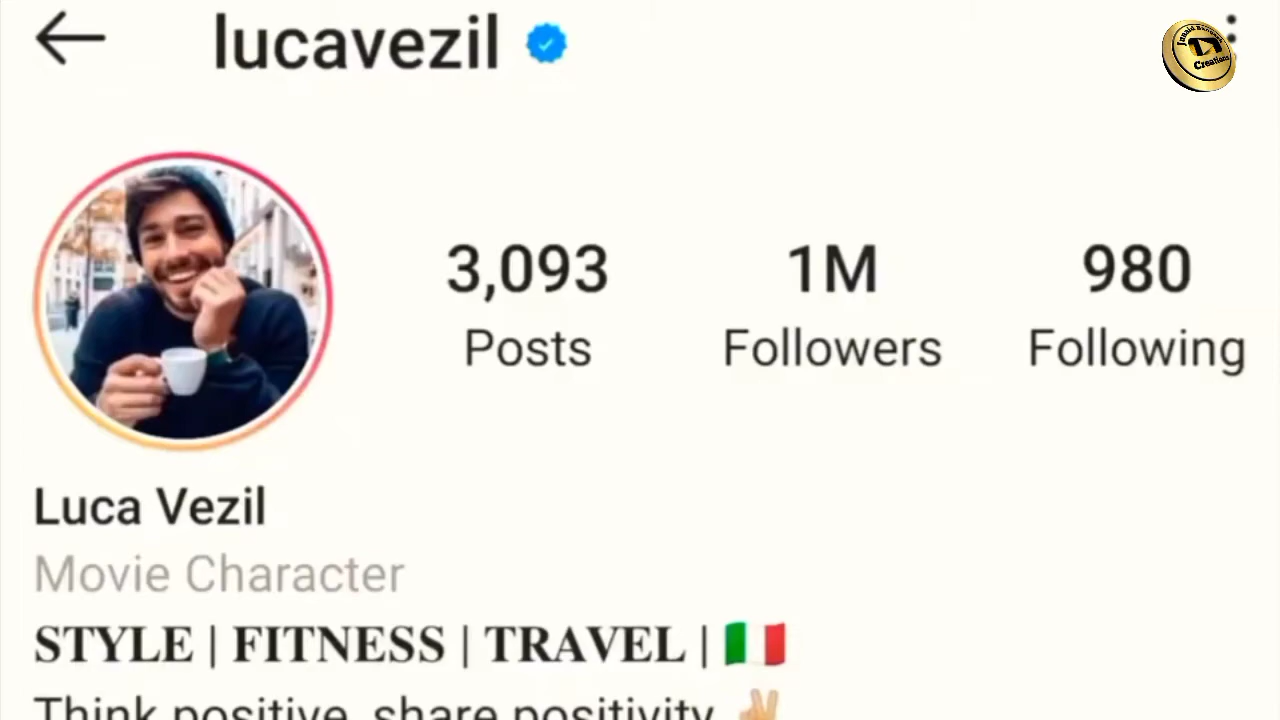 lucavezil
Creations
3,093 1M 980
Posts Followers Following
Luca Vezil
Movie Character
STYLE | FITNESS | TRAVEL | 🇮🇹
Think positive, share positivity ✌🏼